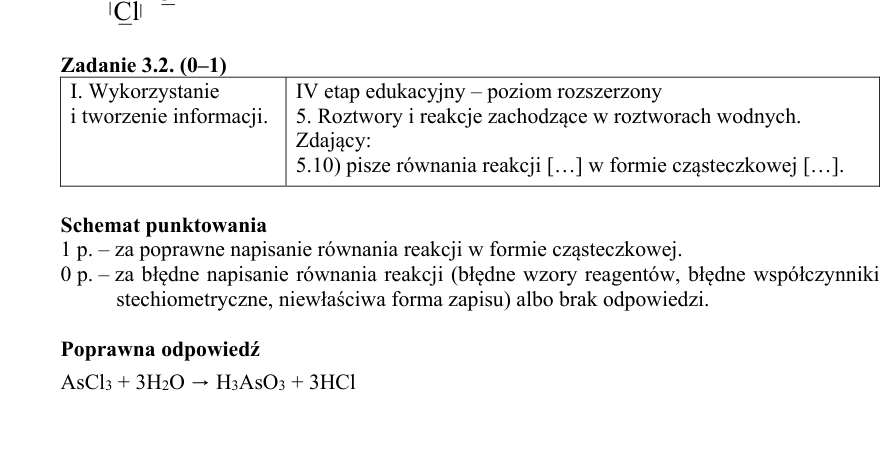 |Cl|
Zadanie 3.2. (0–1)
I. Wykorzystanie
i tworzenie informacji.
IV etap edukacyjny – poziom rozszerzony
5. Roztwory i reakcje zachodzące w roztworach wodnych.
Zdający:
5.10) pisze równania reakcji […] w formie cząsteczkowej […].
Schemat punktowania
1 p. – za poprawne napisanie równania reakcji w formie cząsteczkowej.
0 p. – za błędne napisanie równania reakcji (błędne wzory reagentów, błędne współczynniki
stechiometryczne, niewłaściwa forma zapisu) albo brak odpowiedzi.
Poprawna odpowiedź
AsCl₃ + 3H₂O → H₃AsO₃ + 3HCl